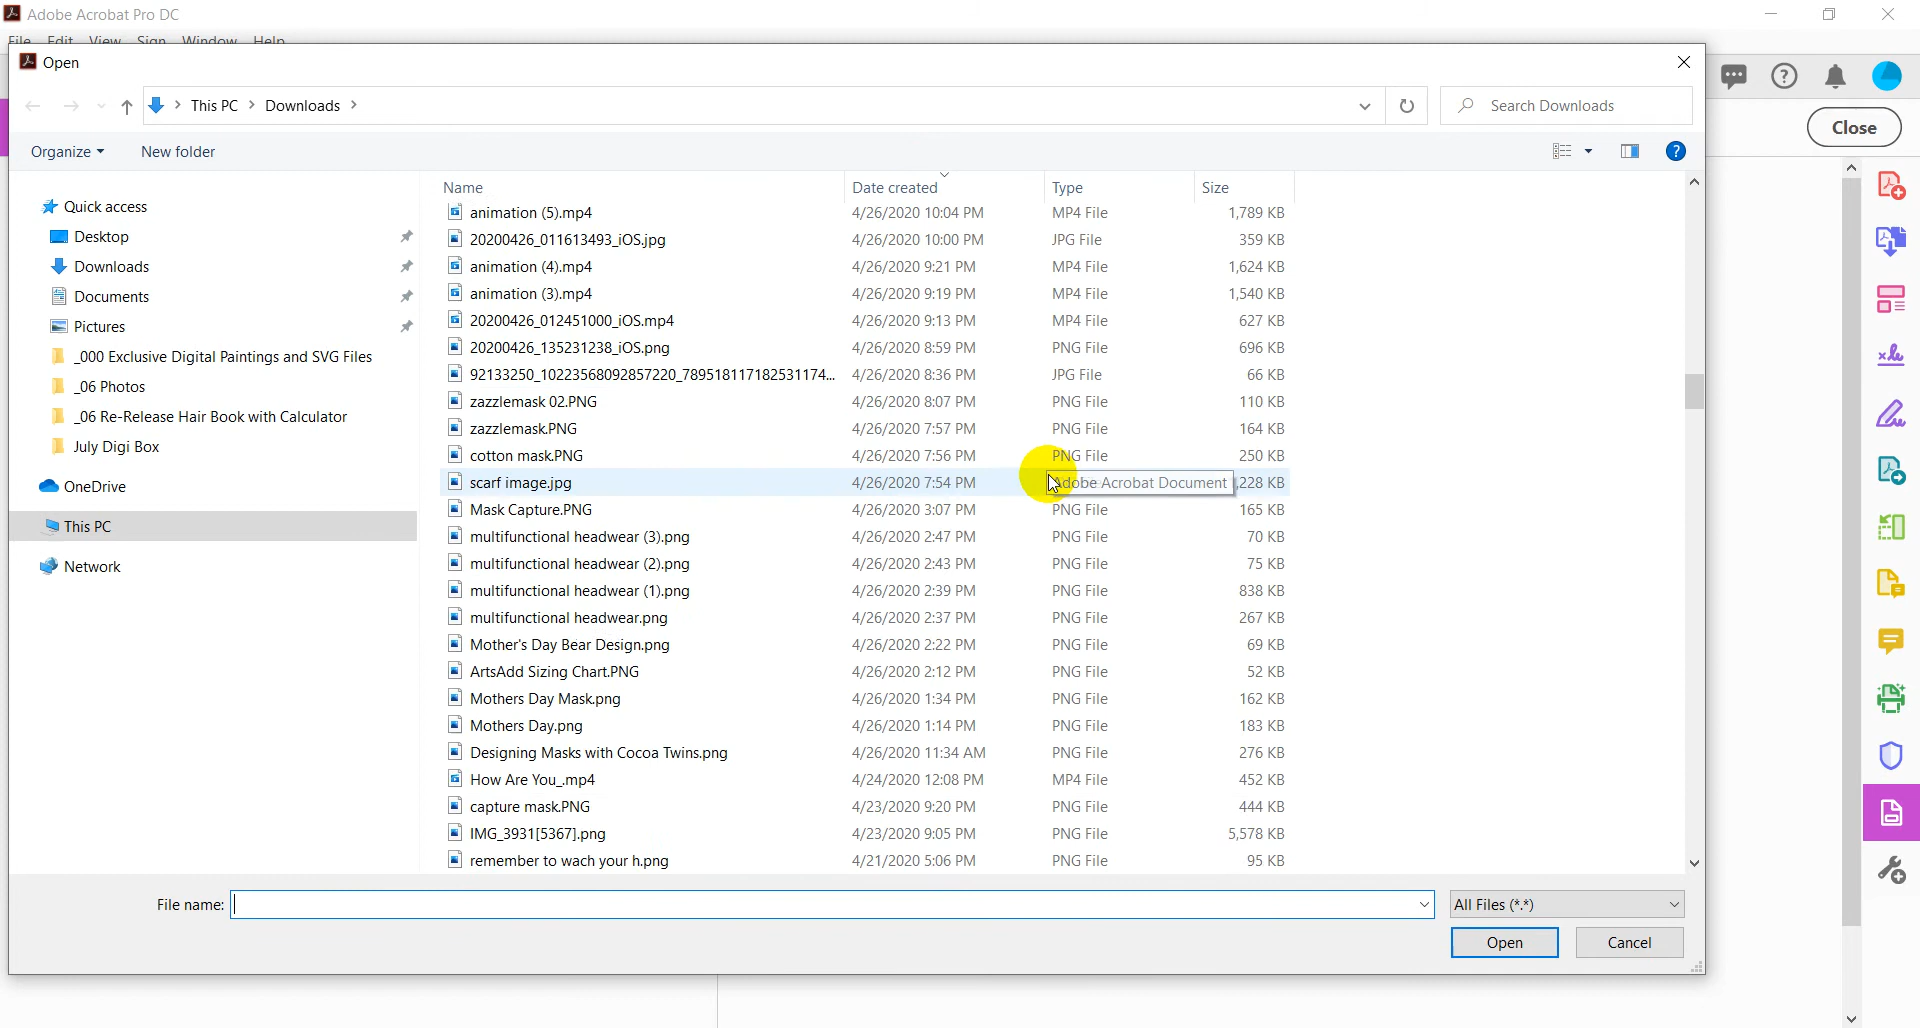 Adobe Acrobat Pro DC
File Edit View Sign Window Help
Open
This PC > Downloads >
Search Downloads
Close
Organize New folder
Name Date created Type Size
Quick access
Desktop
Downloads
Documents
Pictures
_000 Exclusive Digital Paintings and SVG Files
_06 Photos
_06 Re-Release Hair Book with Calculator
July Digi Box
OneDrive
This PC
Network
animation (5).mp4 4/26/2020 10:04 PM MP4 File 1,789 KB
20200426_011613493_iOS.jpg 4/26/2020 10:00 PM JPG File 359 KB
animation (4).mp4 4/26/2020 9:21 PM MP4 File 1,624 KB
animation (3).mp4 4/26/2020 9:19 PM MP4 File 1,540 KB
20200426_012451000_iOS.mp4 4/26/2020 9:13 PM MP4 File 627 KB
20200426_135231238_iOS.png 4/26/2020 8:59 PM PNG File 696 KB
92133250_10223568092857220_789518117182531174... 4/26/2020 8:36 PM JPG File 66 KB
zazzlemask 02.PNG 4/26/2020 8:07 PM PNG File 110 KB
zazzlemask.PNG 4/26/2020 7:57 PM PNG File 164 KB
cotton mask.PNG 4/26/2020 7:56 PM PNG File 250 KB
scarf image.jpg 4/26/2020 7:54 PM Adobe Acrobat Document ,228 KB
Mask Capture.PNG 4/26/2020 3:07 PM PNG File 165 KB
multifunctional headwear (3).png 4/26/2020 2:47 PM PNG File 70 KB
multifunctional headwear (2).png 4/26/2020 2:43 PM PNG File 75 KB
multifunctional headwear (1).png 4/26/2020 2:39 PM PNG File 838 KB
multifunctional headwear.png 4/26/2020 2:37 PM PNG File 267 KB
Mother's Day Bear Design.png 4/26/2020 2:22 PM PNG File 69 KB
ArtsAdd Sizing Chart.PNG 4/26/2020 2:12 PM PNG File 52 KB
Mothers Day Mask.png 4/26/2020 1:34 PM PNG File 162 KB
Mothers Day.png 4/26/2020 1:14 PM PNG File 183 KB
Designing Masks with Cocoa Twins.png 4/26/2020 11:34 AM PNG File 276 KB
How Are You_.mp4 4/24/2020 12:08 PM MP4 File 452 KB
capture mask.PNG 4/23/2020 9:20 PM PNG File 444 KB
IMG_3931[5367].png 4/23/2020 9:05 PM PNG File 5,578 KB
remember to wach your h.png 4/21/2020 5:06 PM PNG File 95 KB
File name: All Files (*.*)
Open Cancel